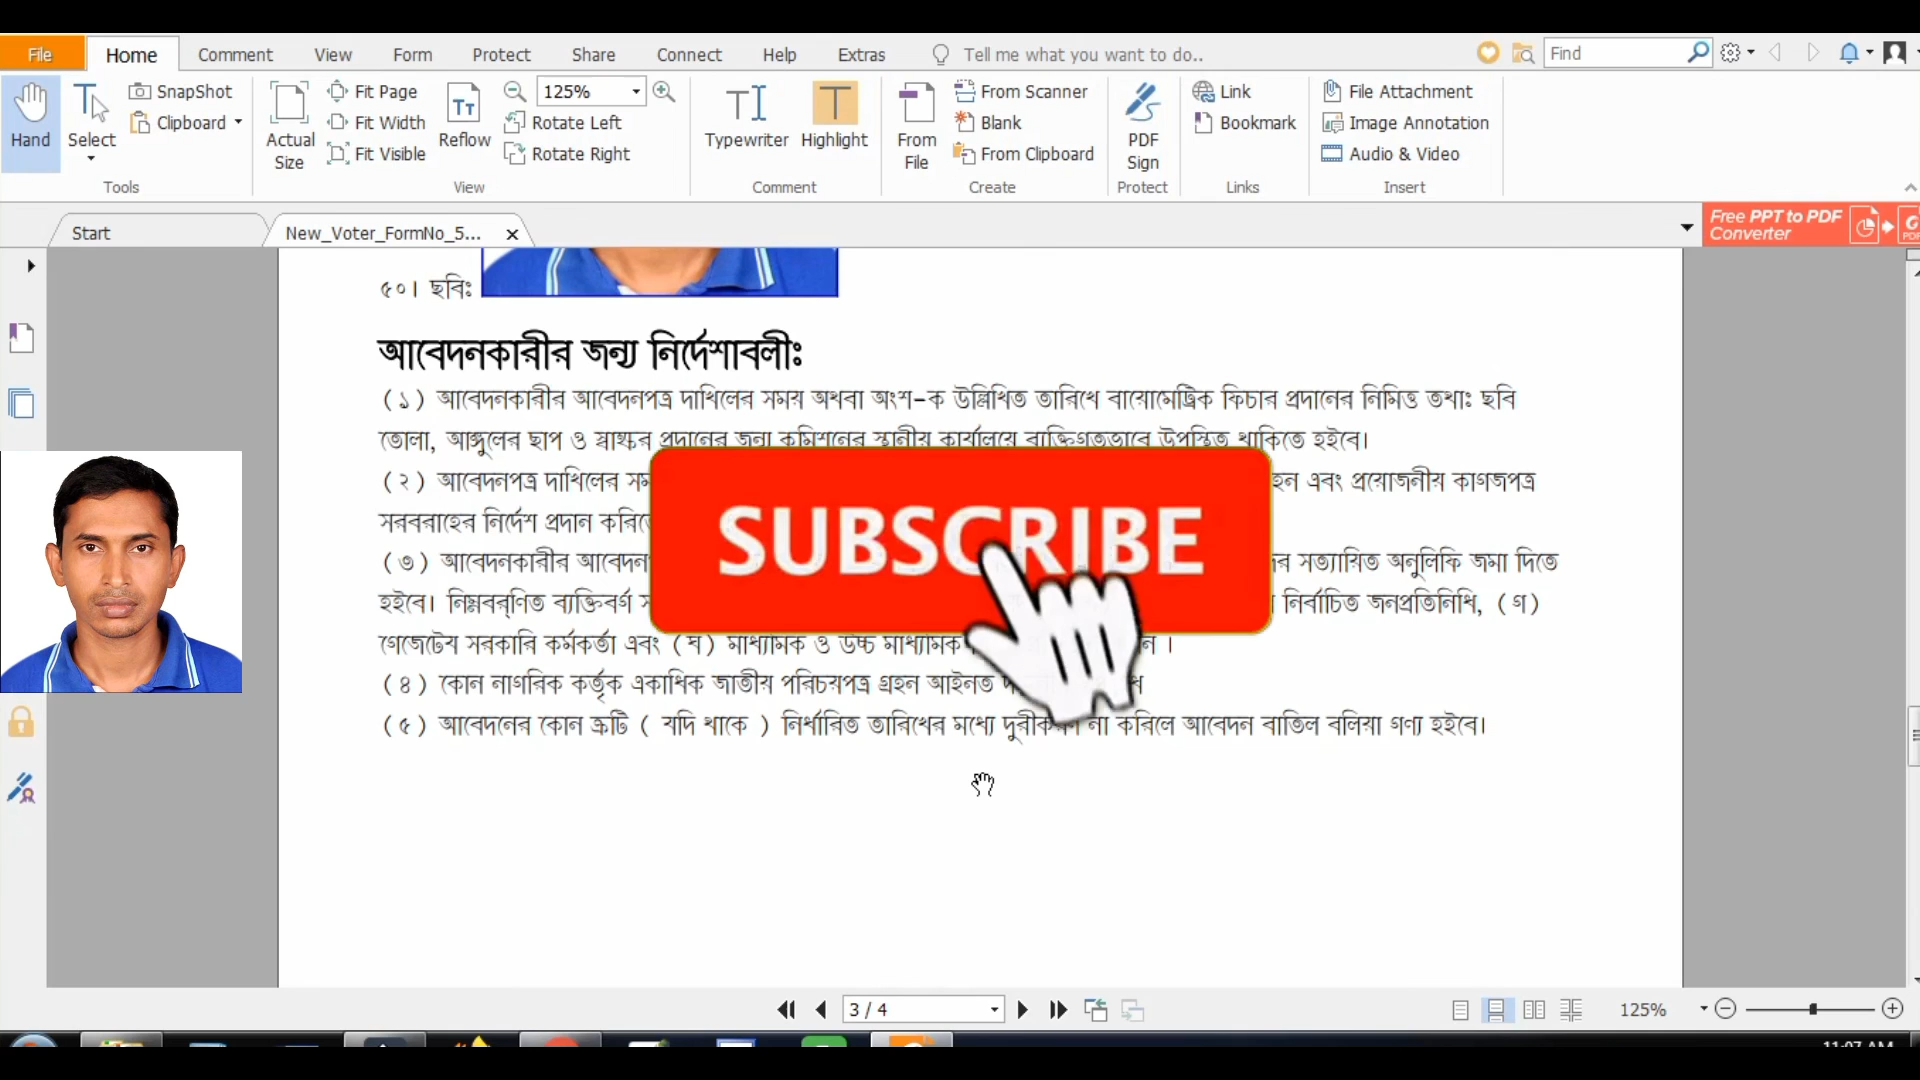 File Home Comment View Form Protect Share Connect Help Extras Tell me what you want to do.. Find
Hand
Select
SnapShot
Clipboard
Tools
Actual Size
Fit Page
Fit Width
Fit Visible
Reflow
125%
Rotate Left
Rotate Right
View
Typewriter
Highlight
Comment
From File
From Scanner
Blank
From Clipboard
Create
PDF Sign
Protect
Link
Bookmark
Links
File Attachment
Image Annotation
Audio & Video
Insert
Start
New_Voter_FormNo_5...
Free PPT to PDF
Converter
৫০। ছবিঃ
আবেদনকারীর জন্য নির্দেশাবলীঃ
(১) আবেদনকারীর আবেদনপত্র দাখিলের সময় অথবা অংশ-ক উল্লিখিত তারিখে বায়োমেট্রিক ফিচার প্রদানের নিমিত্ত তথাঃ ছবি
তোলা, আঙ্গুলের ছাপ ও স্বাক্ষর প্রদানের জন্য কমিশনের স্থানীয় কার্যালয়ে ব্যক্তিগতভাবে উপস্থিত থাকিতে হইবে।
(২) আবেদনপত্র দাখিলের এবং প্রয়োজনীয় কাগজপত্র
সরবরাহের নির্দেশ প্রদান
(৩) আবেদনকারীর সত্যায়িত অনুলিকি জমা দিতে
হইবে। নিম্নবর্ণিত ব্যক্তিবর্গ নির্বাচিত জনপ্রতিনিধি, (গ)
গেজেটেয সরকারি কর্মকর্তা এবং (ঘ) মাধ্যমিক ও উচ্চ মাধ্যমিক
(৪) কোন নাগরিক কর্তৃক একাধিক জাতীয় পরিচয়পত্র গ্রহন আইনত
(৫) আবেদনের কোন ত্রুটি ( যদি থাকে ) নির্ধারিত তারিখের মধ্যে দুরীকরণ না করিলে আবেদন বাতিল বলিয়া গণ্য হইবে।
SUBSCRIBE
3 / 4
125%